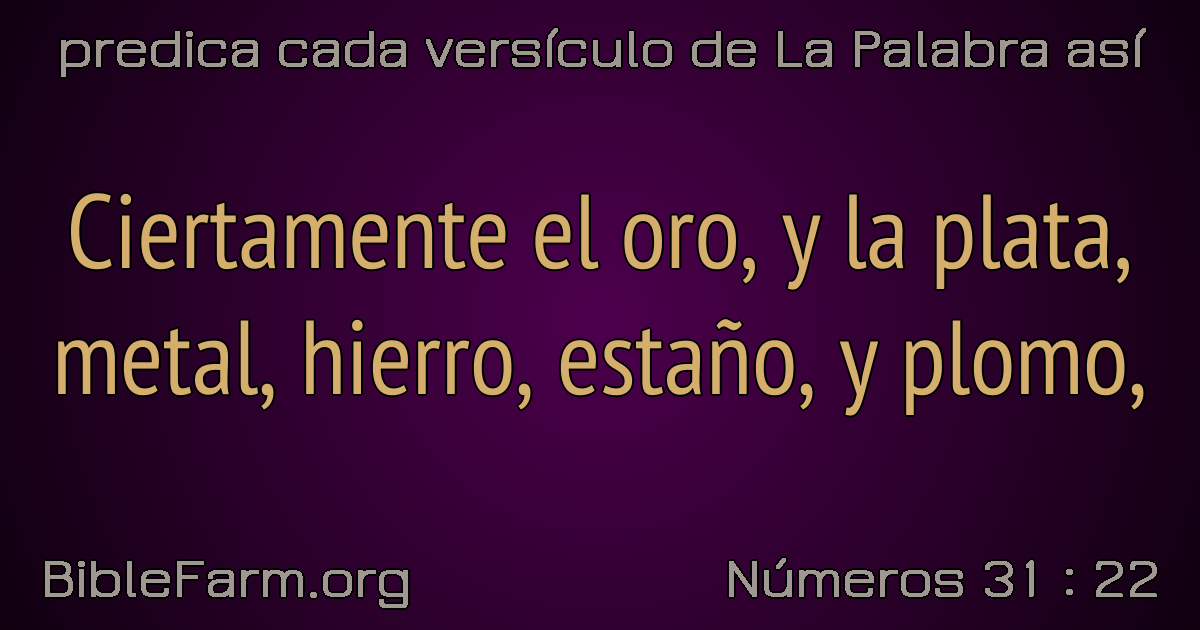 predica cada versículo de La Palabra así
Ciertamente el oro, y la plata,
metal, hierro, estaño, y plomo,
BibleFarm.org
Números 31 : 22